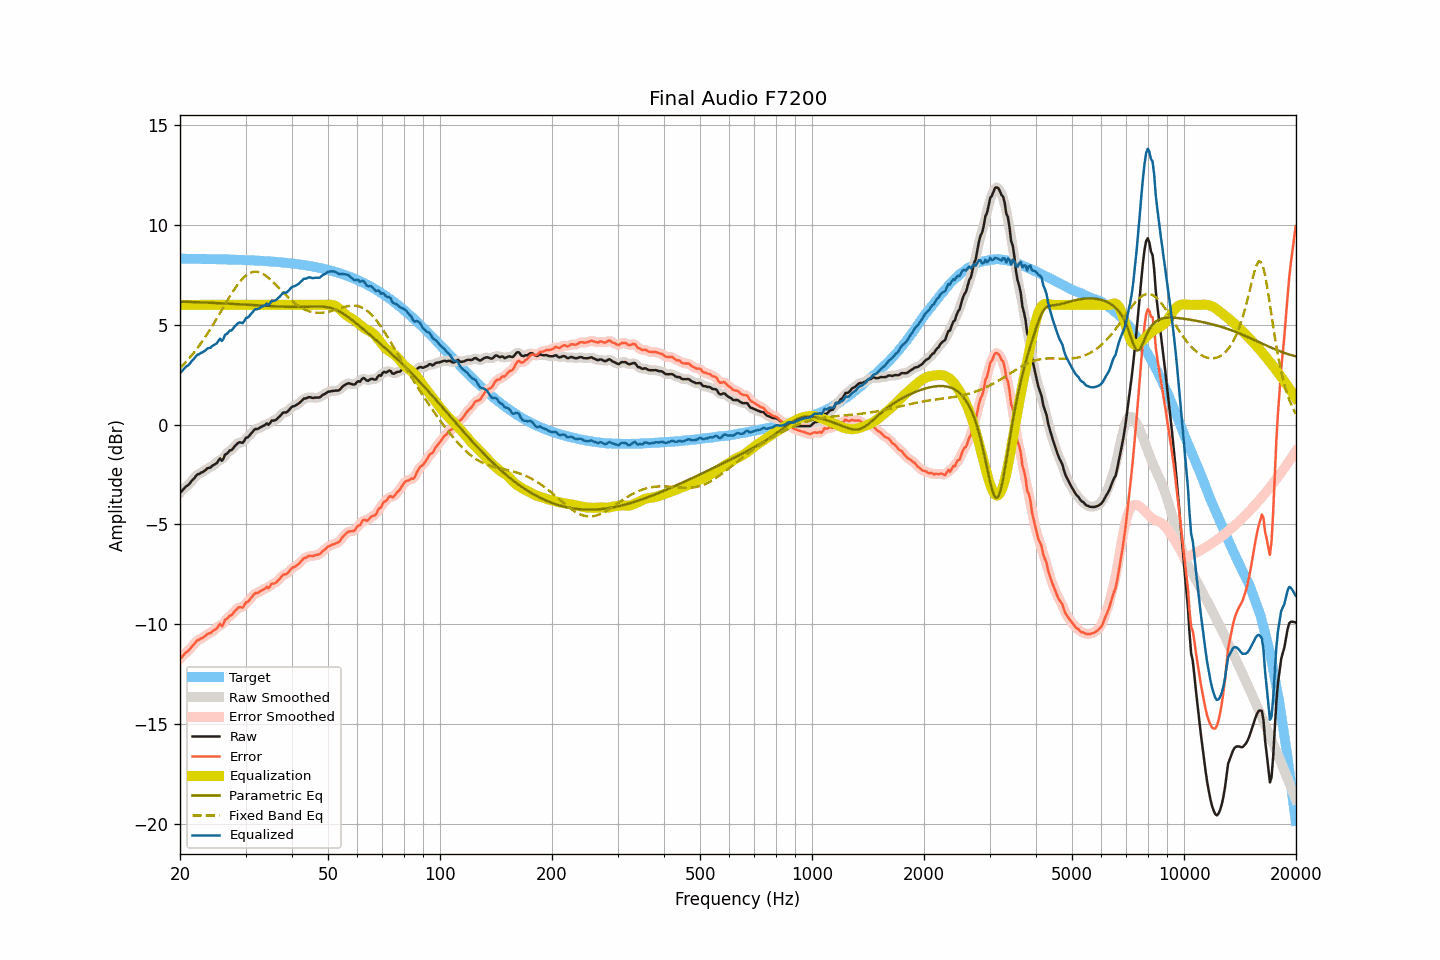 Final Audio F7200
15
10
5
0
−5
−10
−15
−20
Amplitude (dBr)
Target
Raw Smoothed
Error Smoothed
Raw
Error
Equalization
Parametric Eq
Fixed Band Eq
Equalized
20 50 100 200 500 1000 2000 5000 10000 20000
Frequency (Hz)